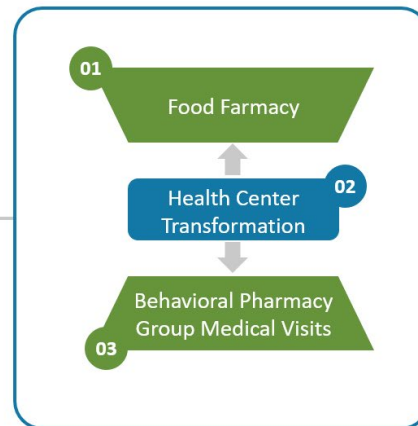 01
Food Farmacy
02
Health Center
Transformation
Behavioral Pharmacy
Group Medical Visits
03